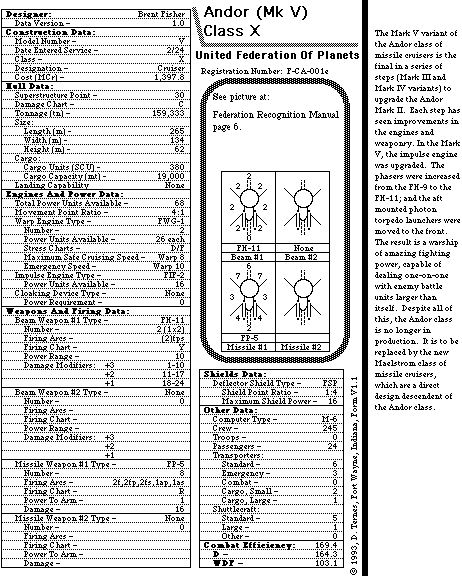 Designer: Brent Fisher
Data Version - 1.0
Construction Data:
Model Number - V
Date Entered Service - 2/24
Class - X
Designation - Cruiser
Cost (MCr) - 1,397.8
Hull Data:
Superstructure Point - 30
Damage Chart - C
Tonnage (tn) - 159,333
Size:
Length (m) - 265
Width (m) - 134
Height (m) - 62
Cargo:
Cargo Units (SCU) - 380
Cargo Capacity (mt) - 19,000
Landing Capability None
Engines And Power Data:
Total Power Units Available - 68
Movement Point Ratio - 4:1
Warp Engine Type - FWG-1
Number - 2
Power Units Available - 26 each
Stress Charts - D/F
Maximum Safe Cruising Speed - Warp 8
Emergency Speed - Warp 10
Impulse Engine Type - FIF-2
Power Units Available - 16
Cloaking Device Type - None
Power Requirement - 0
Weapons And Firing Data:
Beam Weapon #1 Type - FH-11
Number - 2 (1x2)
Firing Arcs - (2)fps
Firing Chart - Y
Power Range - 10
Damage Modifiers: +3 1-10
+2 11-17
+1 18-24
Beam Weapon #2 Type - None
Number - 0
Firing Arcs -
Firing Chart -
Power Range -
Damage Modifiers: +3
+2
+1
Missile Weapon #1 Type - FP-5
Number - 8
Firing Arcs - 2f,2fp,2fs,1ap,1as
Firing Chart - R
Power To Arm - 1
Damage - 16
Missile Weapon #2 Type - None
Number - 0
Firing Arcs -
Firing Chart -
Power To Arm -
Damage -
Andor (Mk V)
Class X
United Federation Of Planets
Registration Number: F-CA-001e
See picture at:
Federation Recognition Manual
page 6.
2
2 2
2 2
2 2
0
FH-11 None
Beam #1 Beam #2
6
7 7
3 3
4 4
2
FP-5
Missile #1 Missile #2
Shields Data:
Deflector Shield Type - FSP
Shield Point Ratio - 1:4
Maximum Shield Power - 16
Other Data:
Computer Type - M-6
Crew - 245
Troops - 0
Passengers - 24
Transporters:
Standard - 6
Emergency - 3
Combat - 0
Cargo, Small - 2
Cargo, Large - 1
Shuttlecraft:
Standard - 5
Large - 1
Other - 0
Combat Efficiency: 169.4
D - 164.3
WDF - 103.1
© 1993, D. Ternes, Fort Wayne, Indiana, Form V1.1
The Mark V variant of
the Andor class of
missile cruisers is the
final in a series of
steps (Mark III and
Mark IV variants) to
upgrade the Andor
Mark II. Each step has
seen improvements in
the engines and
weaponry. In the Mark
V, the impulse engine
was upgraded. The
phasers were increased
from the FH-9 to the
FH-11; and the aft
mounted photon
torpedo launchers were
moved to the front.
The result is a warship
of amazing fighting
power, capable of
dealing one-on-one
with enemy battle
units larger than
itself. Despite all of
this, the Andor class
is no longer in
production. It is to be
replaced by the new
Maelstrom class of
missile cruisers,
which are a direct
design descendent of
the Andor class.